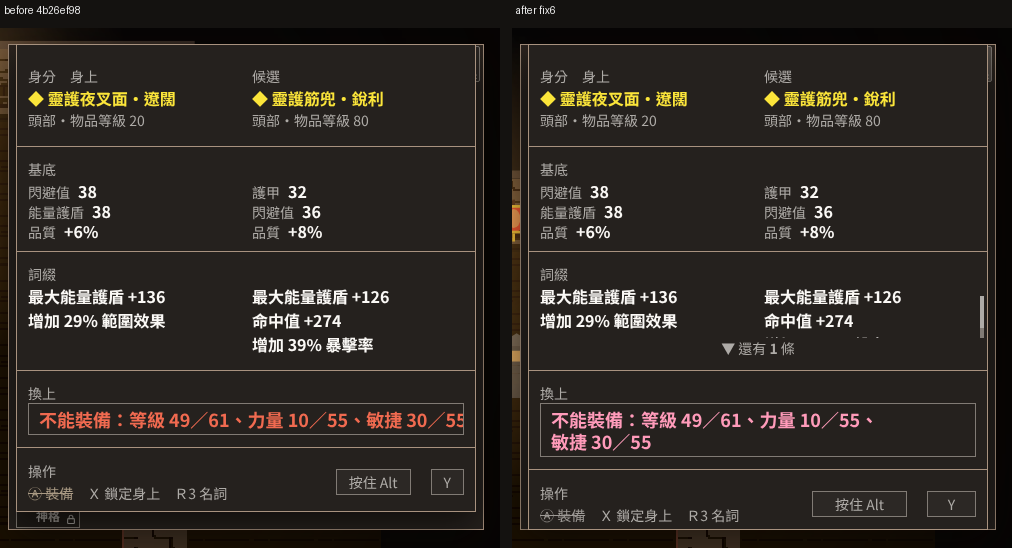 before 4b26ef98
身分 身上
候選
◆ 靈護夜叉面・遼闊
◆ 靈護筋兜・銳利
頭部・物品等級 20
頭部・物品等級 80
基底
閃避值 38
護甲 32
能量護盾 38
閃避值 36
品質 +6%
品質 +8%
詞綴
最大能量護盾 +136
最大能量護盾 +126
增加 29% 範圍效果
命中值 +274
增加 39% 暴擊率
換上
不能裝備：等級 49／61、力量 10／55、敏捷 30／55
操作
Ⓐ 裝備 X 鎖定身上 R3 名詞
按住 Alt
Y
神格
after fix6
身分 身上
候選
◆ 靈護夜叉面・遼闊
◆ 靈護筋兜・銳利
頭部・物品等級 20
頭部・物品等級 80
基底
閃避值 38
護甲 32
能量護盾 38
閃避值 36
品質 +6%
品質 +8%
詞綴
最大能量護盾 +136
最大能量護盾 +126
增加 29% 範圍效果
命中值 +274
▼ 還有 1 條
換上
不能裝備：等級 49／61、力量 10／55、
敏捷 30／55
操作
Ⓐ 裝備 X 鎖定身上 R3 名詞
按住 Alt
Y